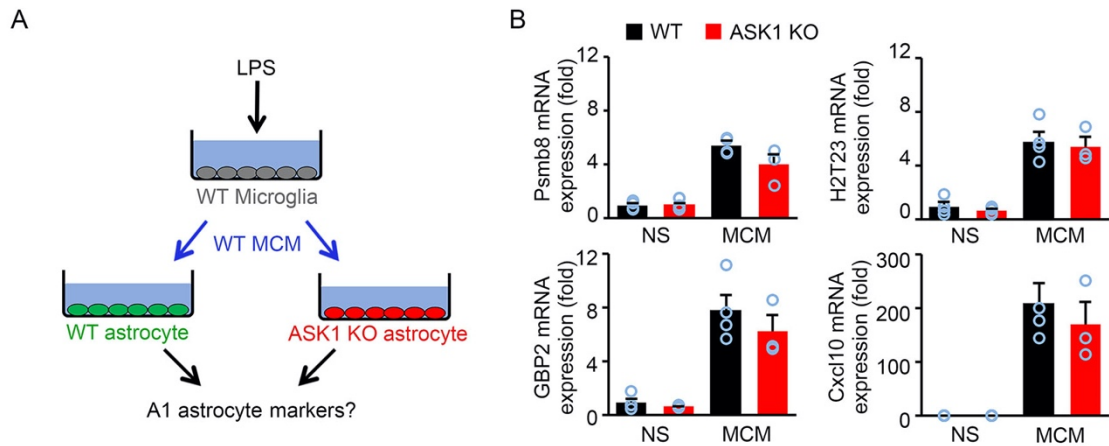 A
LPS
WT Microglia
WT MCM
WT astrocyte
ASK1 KO astrocyte
A1 astrocyte markers?
B
WT
ASK1 KO
Psmb8 mRNA
expression (fold)
12
8
4
0
NS
MCM
H2T23 mRNA
expression (fold)
12
8
4
0
NS
MCM
GBP2 mRNA
expression (fold)
12
8
4
0
NS
MCM
Cxcl10 mRNA
expression (fold)
300
200
100
0
NS
MCM